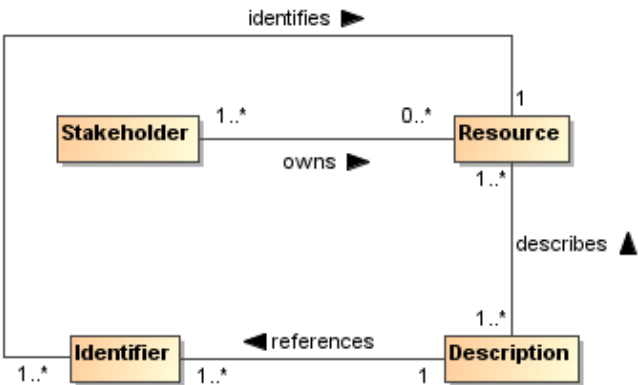 identifies ►
1
1..*
0..*
Stakeholder
Resource
owns ►
1..*
describes ▲
1..*
◄ references
Identifier
Description
1..*
1..*
1